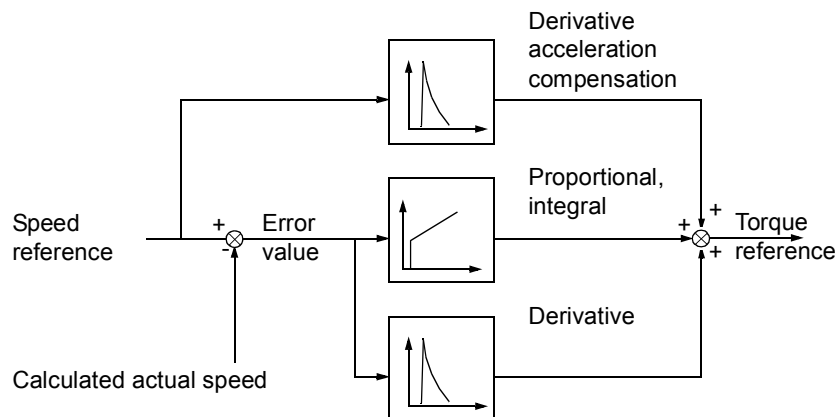 Derivative
acceleration
compensation
Proportional,
integral
Speed
reference
+
-
Error
value
+
+
+
Torque
reference
Derivative
Calculated actual speed